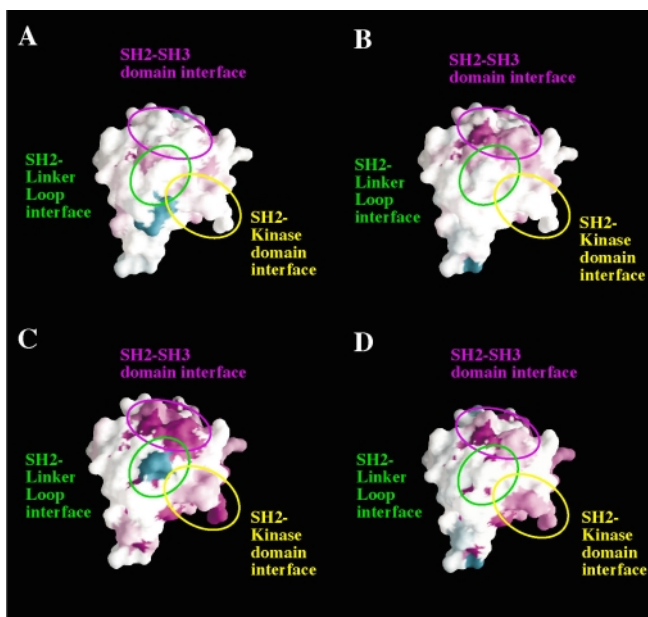 A
SH2-SH3
domain interface
SH2-
Linker
Loop
interface
SH2-
Kinase
domain
interface
B
SH2-SH3
domain interface
SH2-
Linker
Loop
interface
SH2-
Kinase
domain
interface
C
SH2-SH3
domain interface
SH2-
Linker
Loop
interface
SH2-
Kinase
domain
interface
D
SH2-SH3
domain interface
SH2-
Linker
Loop
interface
SH2-
Kinase
domain
interface